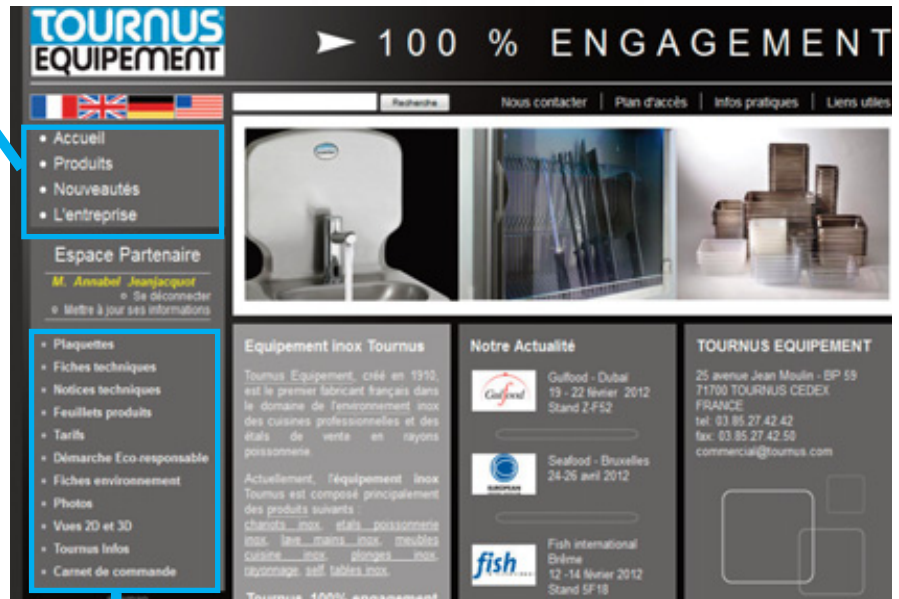 TOURNUS
EQUIPEMENT
100 % ENGAGEMENT
Recherche
Nous contacter | Plan d'accès | Infos pratiques | Liens utiles
• Accueil
• Produits
• Nouveautés
• L'entreprise
Espace Partenaire
M. Annabel Jeanjacquot
Se déconnecter
Mettre à jour ses informations
Plaquettes
Fiches techniques
Notices techniques
Feuillets produits
Tarifs
Démarche Eco-responsable
Fiches environnement
Photos
Vues 2D et 3D
Tournus Infos
Carnet de commande
Equipement inox Tournus
Tournus Equipement, créé en 1910,
est le premier fabricant français dans
le domaine de l'environnement inox
des cuisines professionnelles et des
étals de vente en rayons
poissonnerie.
Actuellement, l'équipement inox
Tournus est composé principalement
des produits suivants :
chariots inox, etals poissonnerie
inox, lave mains inox, meubles
cuisine inox, plonges inox,
rayonnage, self, tables inox.
Tournus 100% engagement
Notre Actualité
Gulfood
Gulfood - Dubaï
19 - 22 février 2012
Stand Z-F52
EUROPEAN
Seafood - Bruxelles
24-26 avril 2012
fish
Fish international
Brême
12 -14 février 2012
Stand 5F18
TOURNUS EQUIPEMENT
25 avenue Jean Moulin - BP 59
71700 TOURNUS CEDEX
FRANCE
tel: 03.85.27.42.42
fax: 03.85.27.42.50
commercial@tournus.com